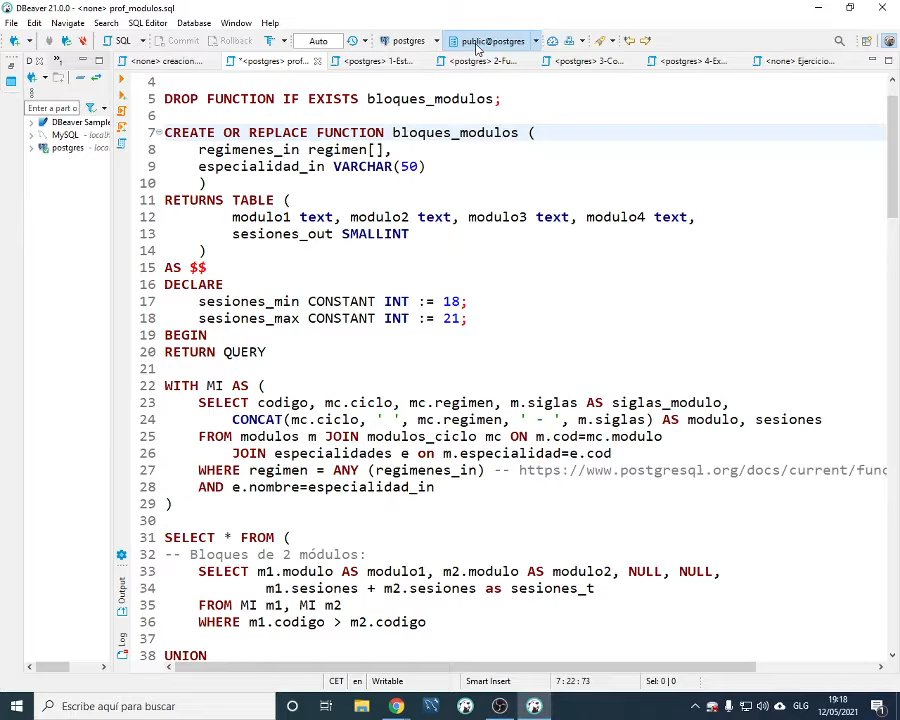 DBeaver 21.0.0 - <none> prof_modulos.sql
File Edit Navigate Search SQL Editor Database Window Help
SQL Commit Rollback T Auto postgres public@postgres
D <none> creacion.... *<postgres> prof... <postgres> 1-Est... <postgres> 2-Fu... <postgres> 3-Co... <postgres> 4-Ex... <none> Ejercicio...
Enter a part o
DBeaver Sample
MySQL - localh
postgres - loca
4
5 DROP FUNCTION IF EXISTS bloques_modulos;
6
7 CREATE OR REPLACE FUNCTION bloques_modulos (
8 regimenes_in regimen[],
9 especialidad_in VARCHAR(50)
10 )
11 RETURNS TABLE (
12 modulo1 text, modulo2 text, modulo3 text, modulo4 text,
13 sesiones_out SMALLINT
14 )
15 AS $$
16 DECLARE
17 sesiones_min CONSTANT INT := 18;
18 sesiones_max CONSTANT INT := 21;
19 BEGIN
20 RETURN QUERY
21
22 WITH MI AS (
23 SELECT codigo, mc.ciclo, mc.regimen, m.siglas AS siglas_modulo,
24 CONCAT(mc.ciclo, ' ', mc.regimen, ' - ', m.siglas) AS modulo, sesiones
25 FROM modulos m JOIN modulos_ciclo mc ON m.cod=mc.modulo
26 JOIN especialidades e on m.especialidad=e.cod
27 WHERE regimen = ANY (regimenes_in) -- https://www.postgresql.org/docs/current/func
28 AND e.nombre=especialidad_in
29 )
30
31 SELECT * FROM (
32 -- Bloques de 2 módulos:
33 SELECT m1.modulo AS modulo1, m2.modulo AS modulo2, NULL, NULL,
34 m1.sesiones + m2.sesiones as sesiones_t
35 FROM MI m1, MI m2
36 WHERE m1.codigo > m2.codigo
37
38 UNION
Output
Log
CET en Writable Smart Insert 7 : 22 : 73 Sel: 0 | 0
Escribe aquí para buscar
GLG
19:18
12/05/2021
1